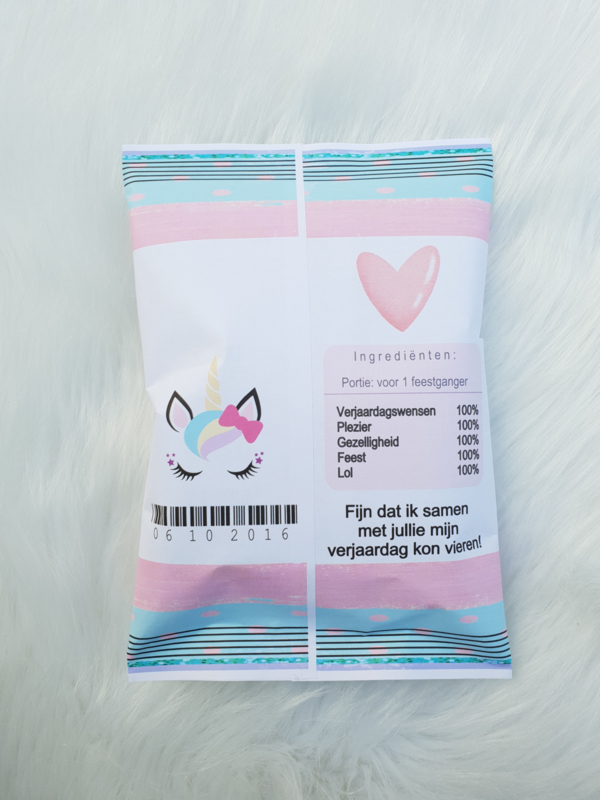 Ingrediënten:
Portie: voor 1 feestganger
Verjaardagswensen 100%
Plezier 100%
Gezelligheid 100%
Feest 100%
Lol 100%
06 10 2016
Fijn dat ik samen
met jullie mijn
verjaardag kon vieren!